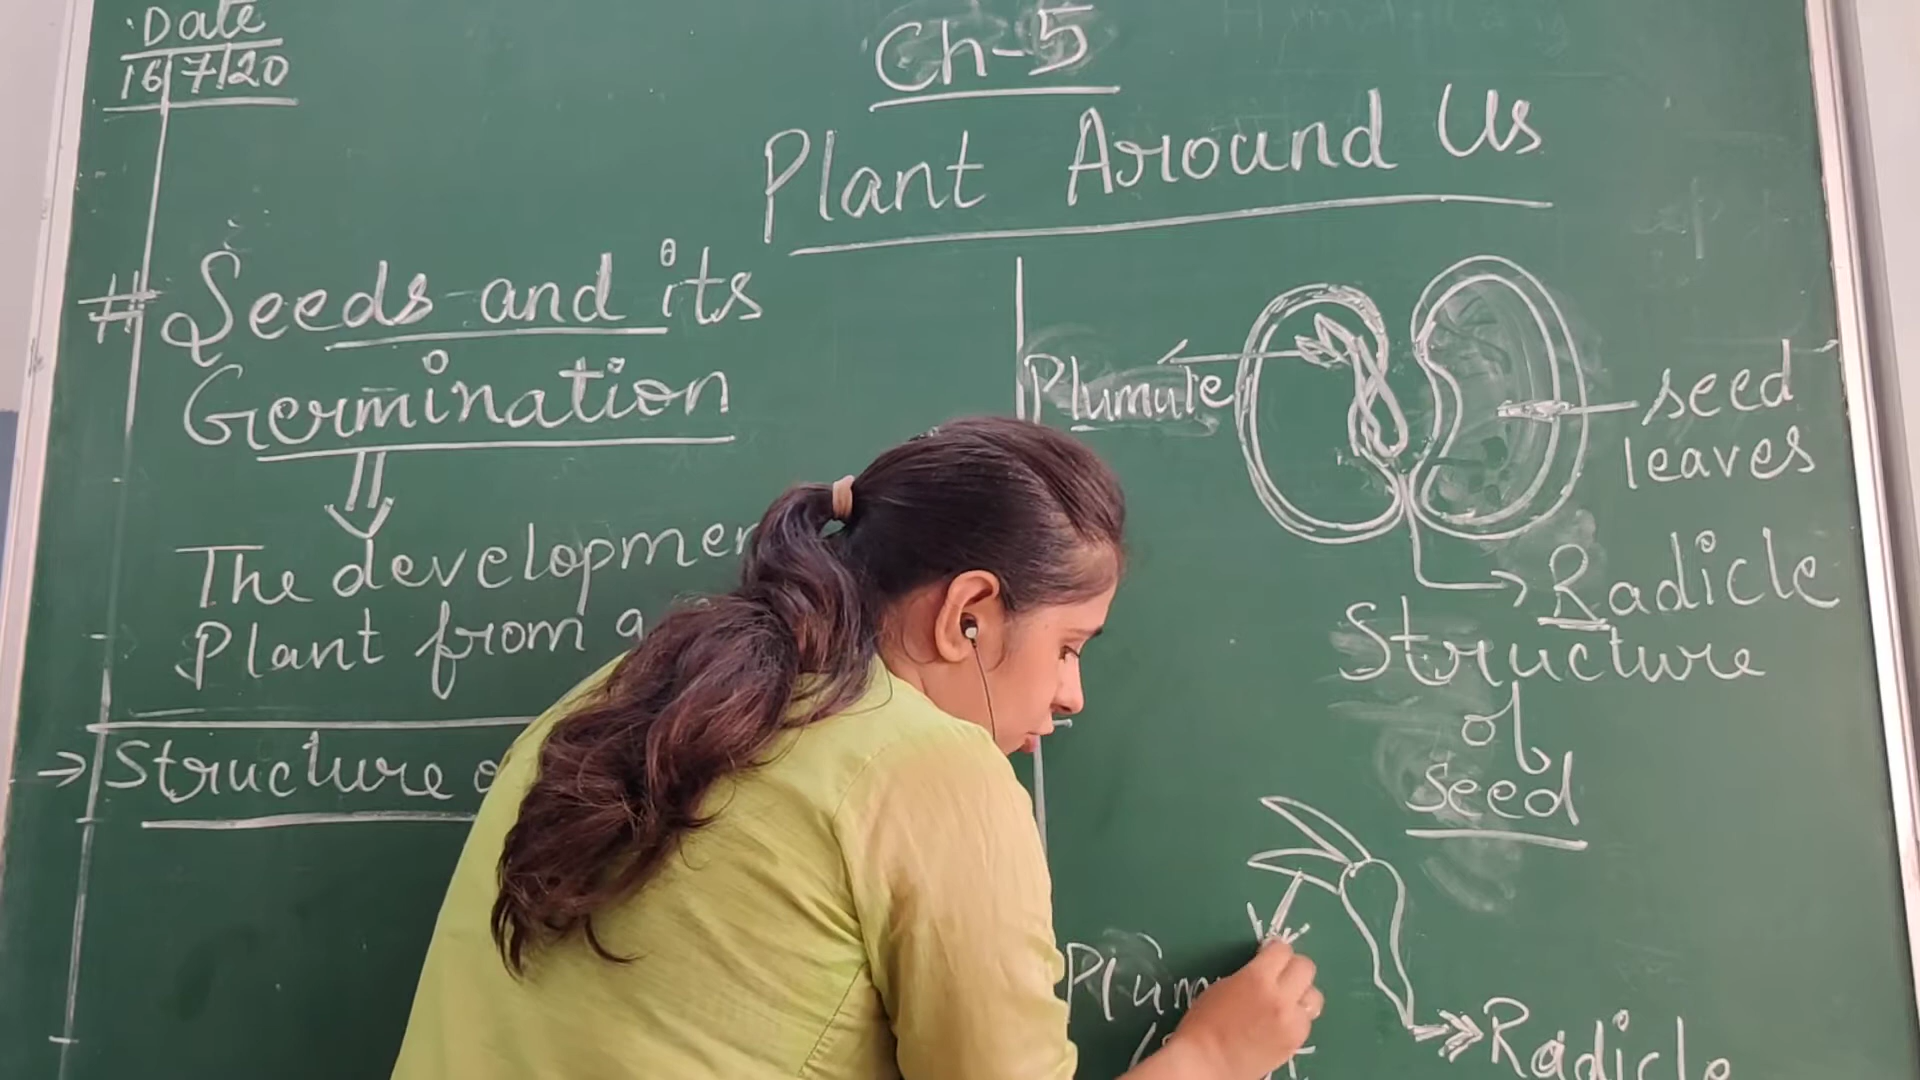 Date
16/7/20
Ch-5
Plant Around Us
# Seeds and its
Germination
The
Plant from a
→ Structure
Plumule
seed
leaves
Radicle
Structure
of
Seed
Radicle